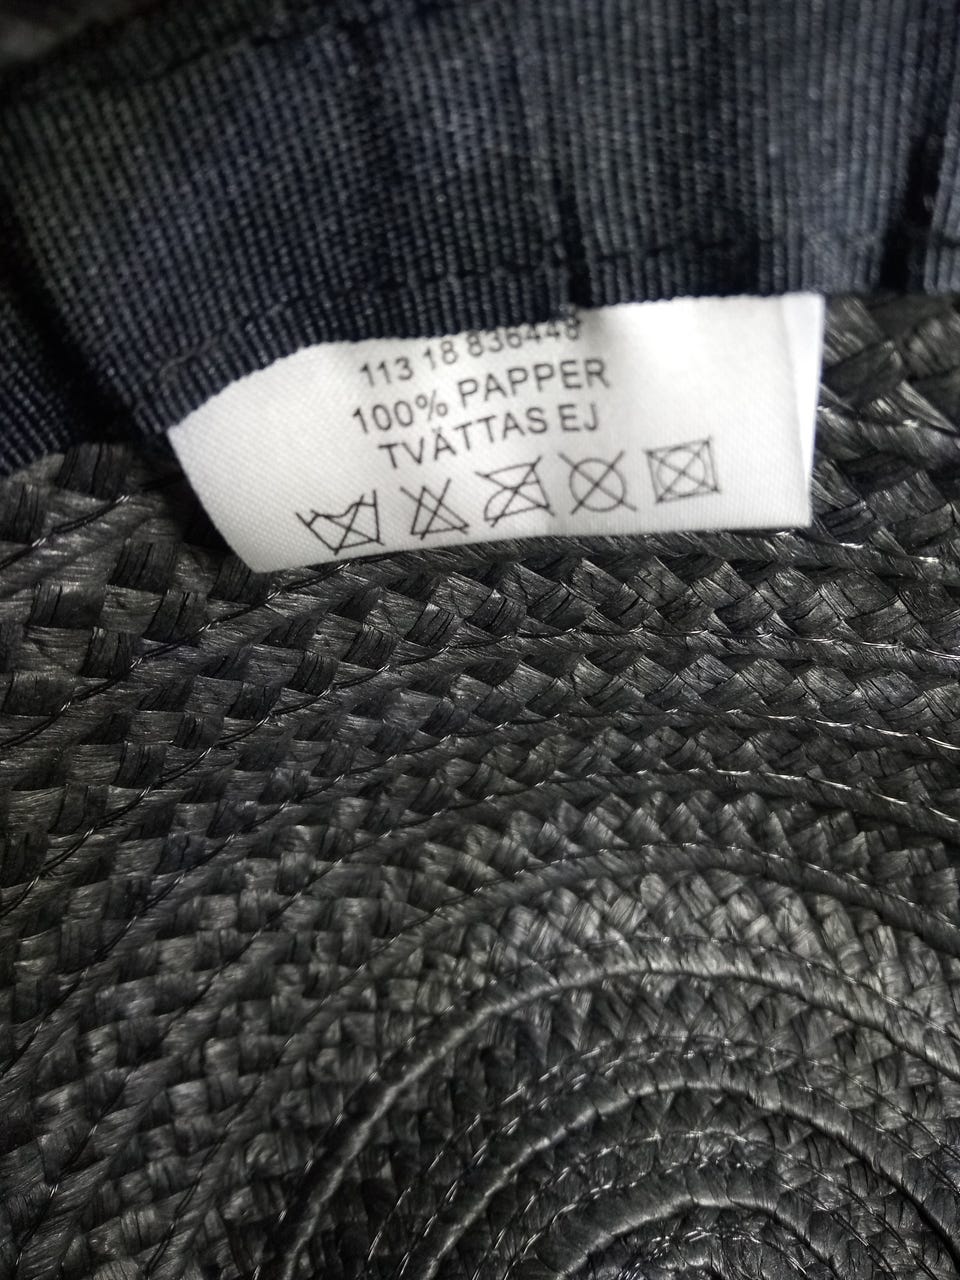 113 18 836448
100% PAPPER
TVÄTTAS EJ